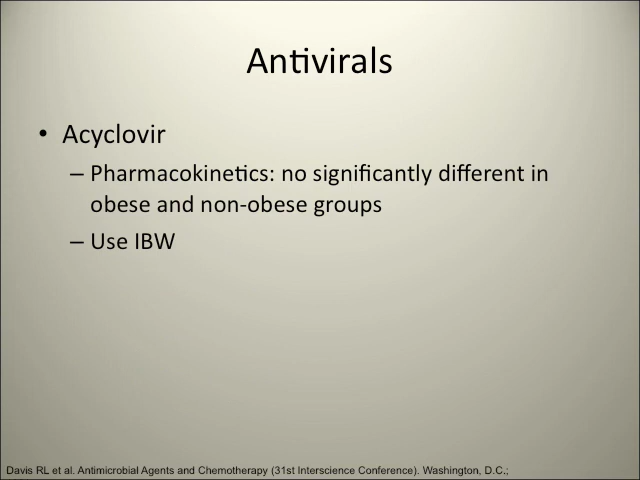 Antivirals
• Acyclovir
– Pharmacokinetics: no significantly different in
obese and non-obese groups
– Use IBW
Davis RL et al. Antimicrobial Agents and Chemotherapy (31st Interscience Conference). Washington, D.C.;